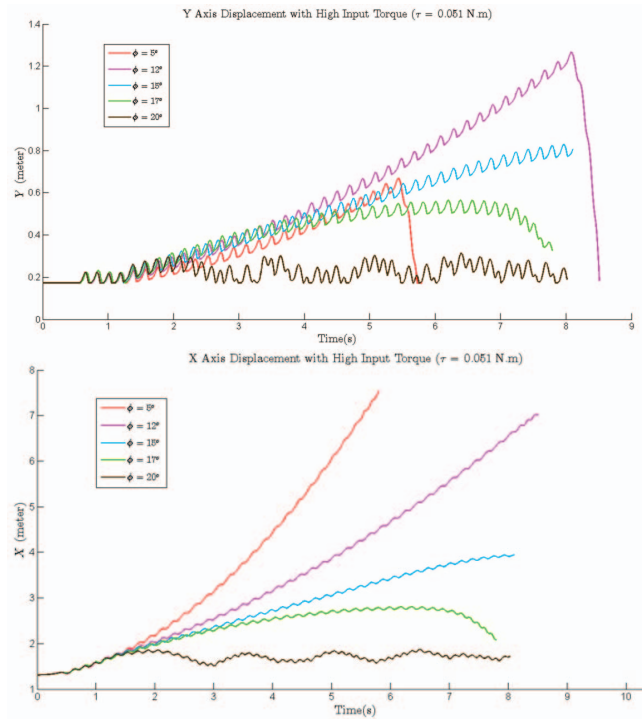 Y Axis Displacement with High Input Torque (τ = 0.051 N.m)
1.4
1.2
1
0.8
0.6
0.4
0.2
0
Y (meter)
ϕ = 5°
ϕ = 12°
ϕ = 15°
ϕ = 17°
ϕ = 20°
0 1 2 3 4 5 6 7 8 9
Time(s)
X Axis Displacement with High Input Torque (τ = 0.051 N.m)
8
7
6
5
4
3
2
1
X (meter)
ϕ = 5°
ϕ = 12°
ϕ = 15°
ϕ = 17°
ϕ = 20°
0 1 2 3 4 5 6 7 8 9 10
Time(s)